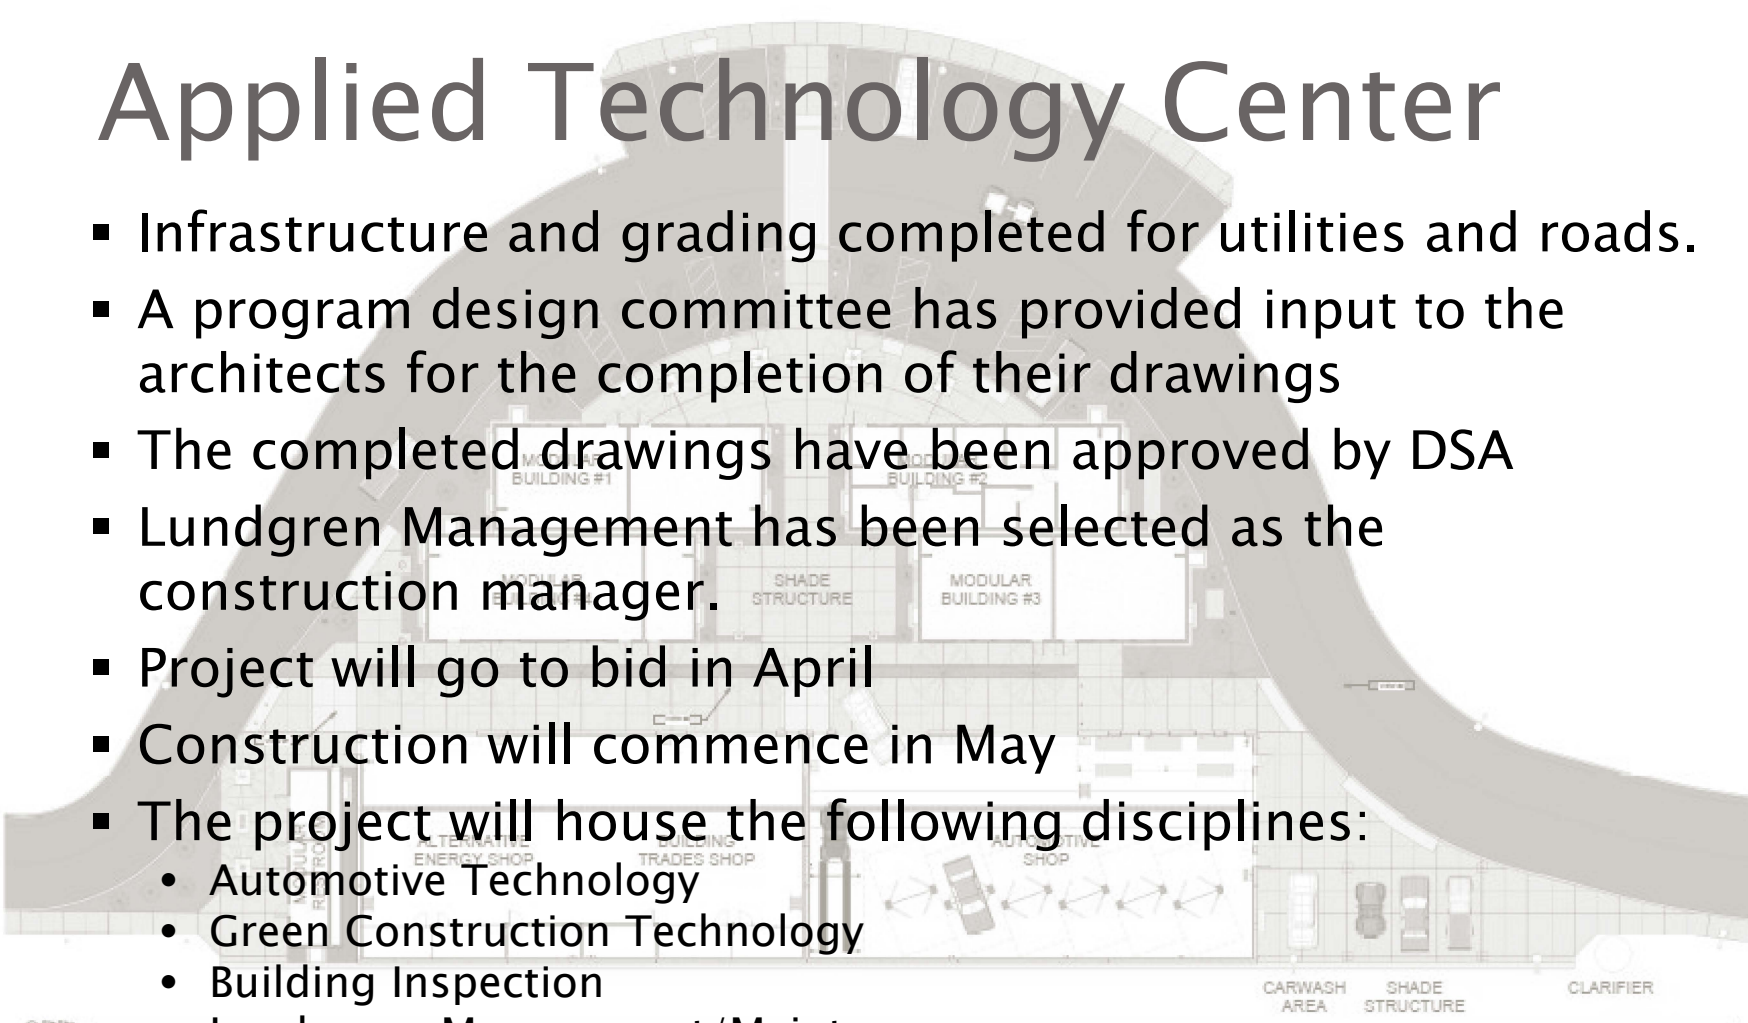 Applied Technology Center
▪ Infrastructure and grading completed for utilities and roads.
▪ A program design committee has provided input to the
architects for the completion of their drawings
▪ The completed drawings have been approved by DSA
MODULAR
BUILDING #1
MODULAR
BUILDING #2
▪ Lundgren Management has been selected as the
construction manager.
SHADE
STRUCTURE
MODULAR
BUILDING #3
▪ Project will go to bid in April
▪ Construction will commence in May
▪ The project will house the following disciplines:
ALTERNATIVE
ENERGY SHOP
BUILDING
TRADES SHOP
AUTOMOTIVE
SHOP
• Automotive Technology
• Green Construction Technology
• Building Inspection
CARWASH
AREA
SHADE
STRUCTURE
CLARIFIER